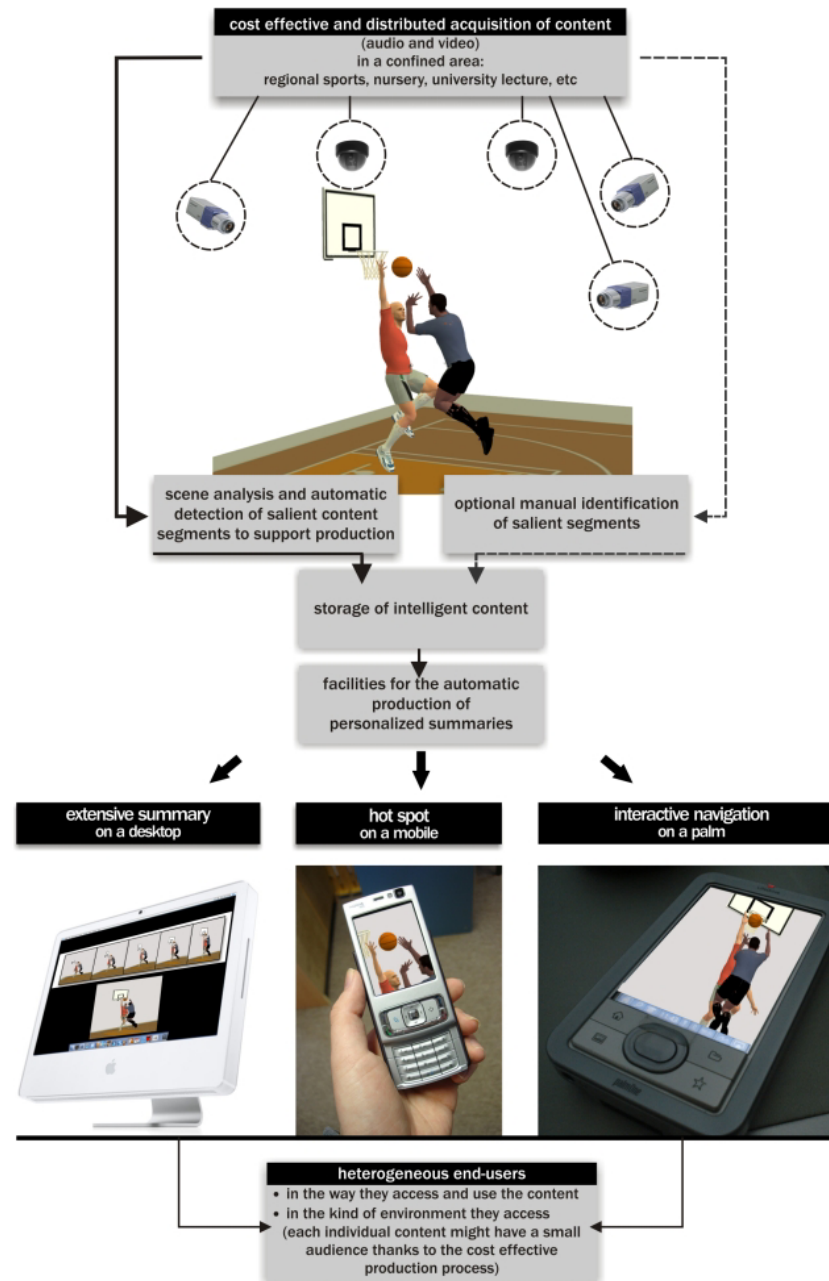 cost effective and distributed acquisition of content
(audio and video)
in a confined area:
regional sports, nursery, university lecture, etc
scene analysis and automatic
detection of salient content
segments to support production
optional manual identification
of salient segments
storage of intelligent content
facilities for the automatic
production of
personalized summaries
extensive summary
on a desktop
hot spot
on a mobile
interactive navigation
on a palm
heterogeneous end-users
• in the way they access and use the content
• in the kind of environment they access
(each individual content might have a small
audience thanks to the cost effective
production process)